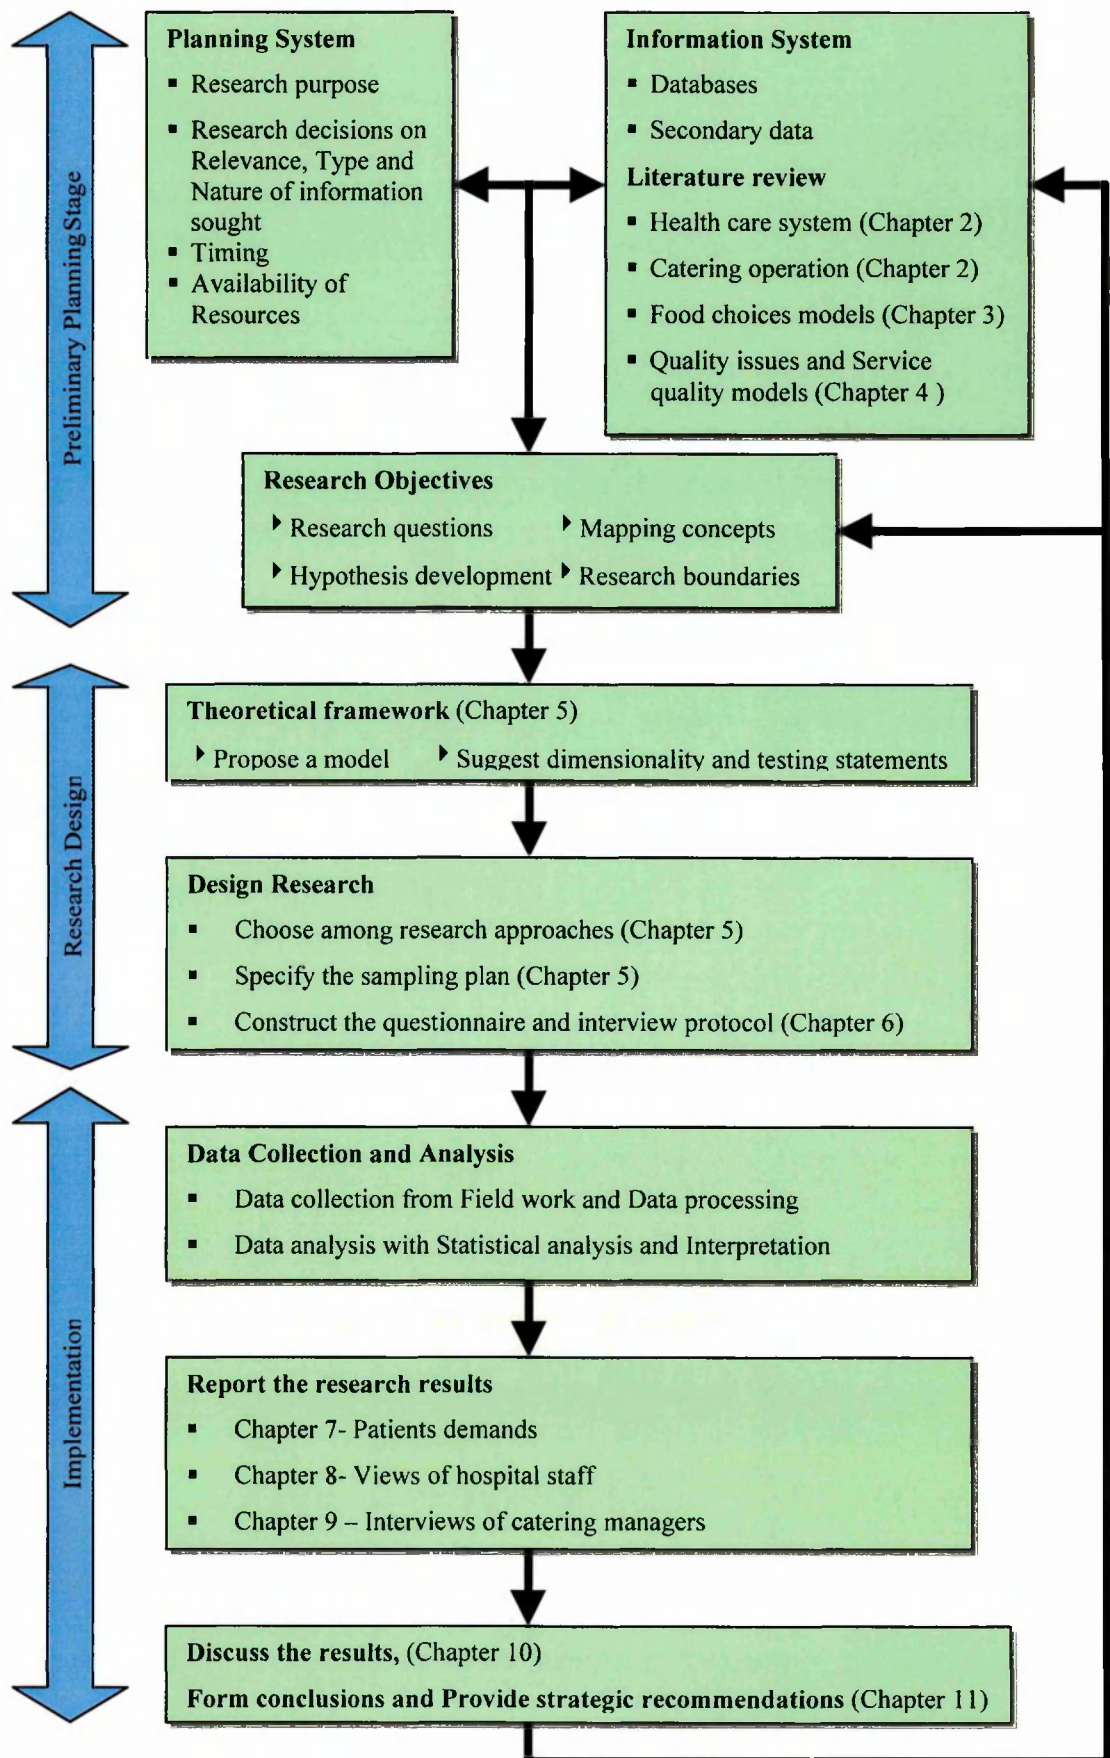 Preliminary Planning Stage
Planning System
▪ Research purpose
▪ Research decisions on
Relevance, Type and
Nature of information
sought
▪ Timing
▪ Availability of
Resources
Information System
▪ Databases
▪ Secondary data
Literature review
▪ Health care system (Chapter 2)
▪ Catering operation (Chapter 2)
▪ Food choices models (Chapter 3)
▪ Quality issues and Service
quality models (Chapter 4 )
Research Objectives
Research questions
Mapping concepts
Hypothesis development
Research boundaries
Research Design
Theoretical framework (Chapter 5)
Propose a model
Suggest dimensionality and testing statements
Design Research
▪ Choose among research approaches (Chapter 5)
▪ Specify the sampling plan (Chapter 5)
▪ Construct the questionnaire and interview protocol (Chapter 6)
Implementation
Data Collection and Analysis
▪ Data collection from Field work and Data processing
▪ Data analysis with Statistical analysis and Interpretation
Report the research results
▪ Chapter 7- Patients demands
▪ Chapter 8- Views of hospital staff
▪ Chapter 9 – Interviews of catering managers
Discuss the results, (Chapter 10)
Form conclusions and Provide strategic recommendations (Chapter 11)